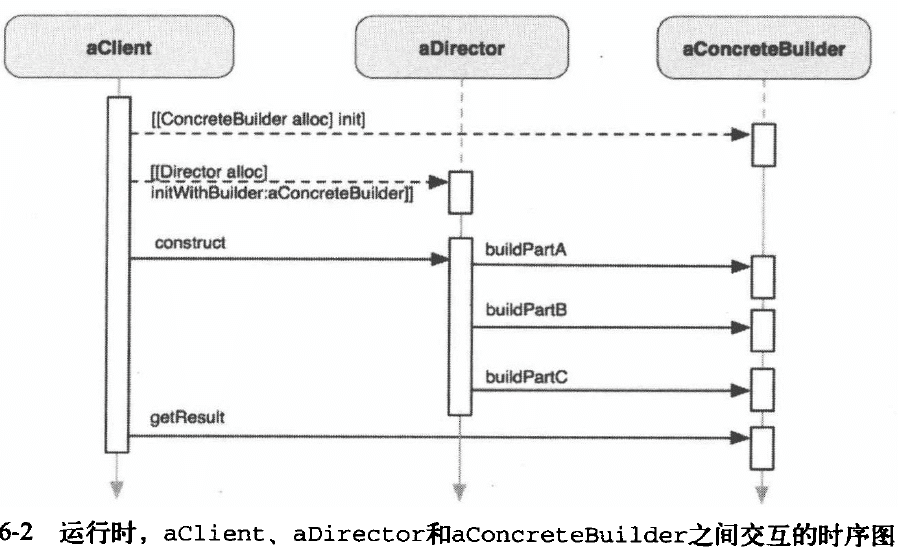 aClient
aDirector
aConcreteBuilder
[[ConcreteBuilder alloc] init]
[[Director alloc]
initWithBuilder:aConcreteBuilder]]
construct
buildPartA
buildPartB
buildPartC
getResult
6-2 运行时，aClient、aDirector和aConcreteBuilder之间交互的时序图